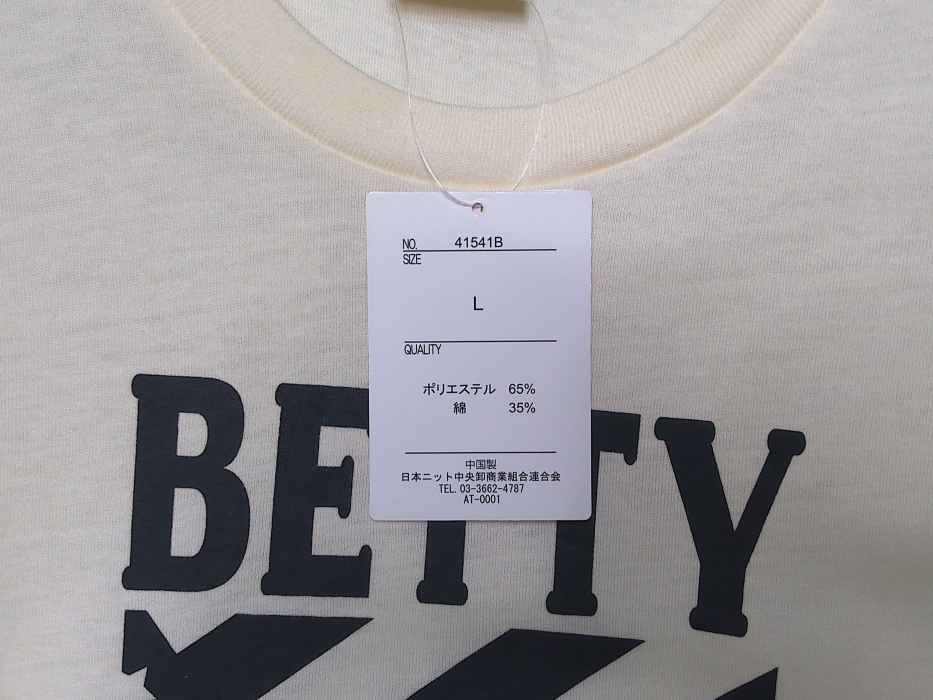 NO. 41541B
SIZE
L
QUALITY
ポリエステル 65%
綿 35%
中国製
日本ニット中央卸商業組合連合会
TEL. 03-3662-4787
AT-0001
BETTY